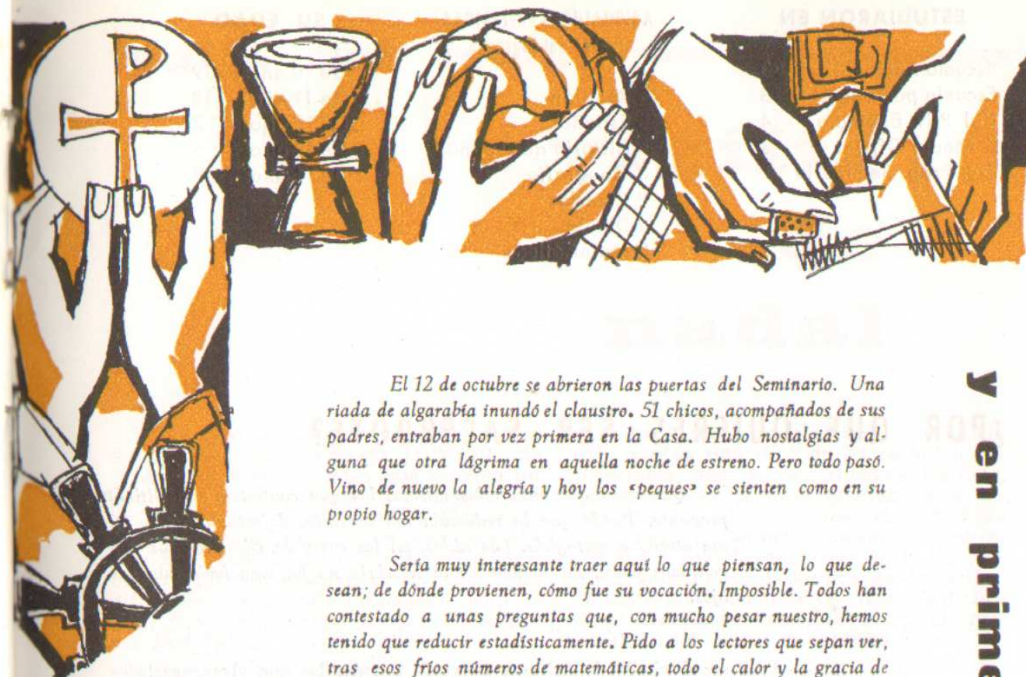 El 12 de octubre se abrieron las puertas del Seminario. Una
riada de algarabía inundó el claustro. 51 chicos, acompañados de sus
padres, entraban por vez primera en la Casa. Hubo nostalgias y al-
guna que otra lágrima en aquella noche de estreno. Pero todo pasó.
Vino de nuevo la alegría y hoy los «peques» se sienten como en su
propio hogar.
Sería muy interesante traer aquí lo que piensan, lo que de-
sean; de dónde provienen, cómo fue su vocación. Imposible. Todos han
contestado a unas preguntas que, con mucho pesar nuestro, hemos
tenido que reducir estadísticamente. Pido a los lectores que sepan ver,
tras esos fríos números de matemáticas, todo el calor y la gracia de
y en prime